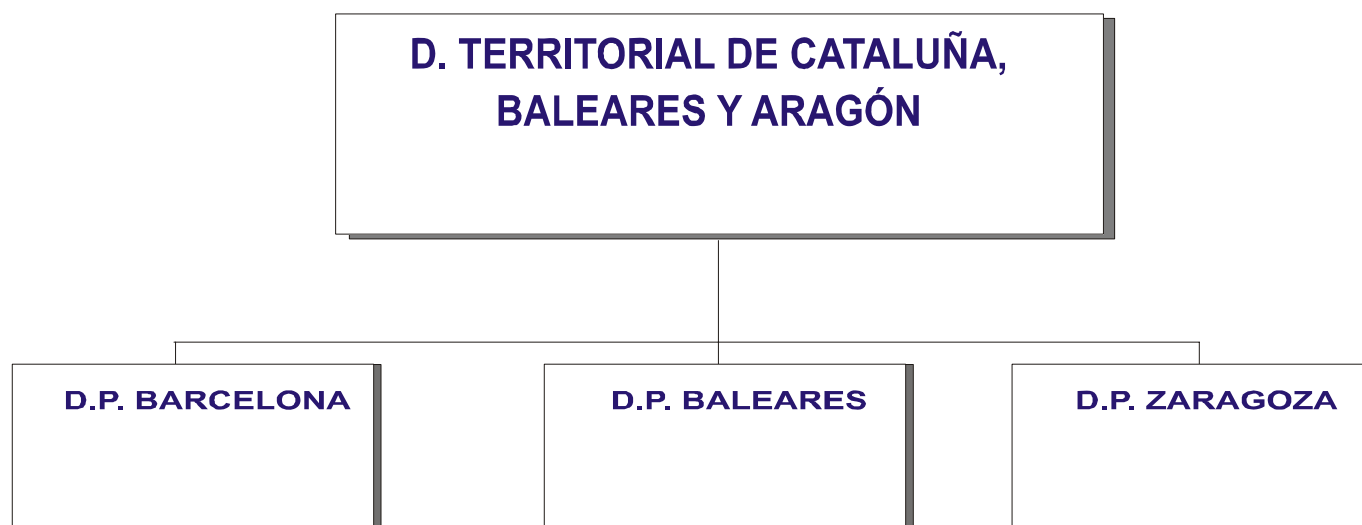 D. TERRITORIAL DE CATALUÑA,
BALEARES Y ARAGÓN
D.P. BARCELONA
D.P. BALEARES
D.P. ZARAGOZA